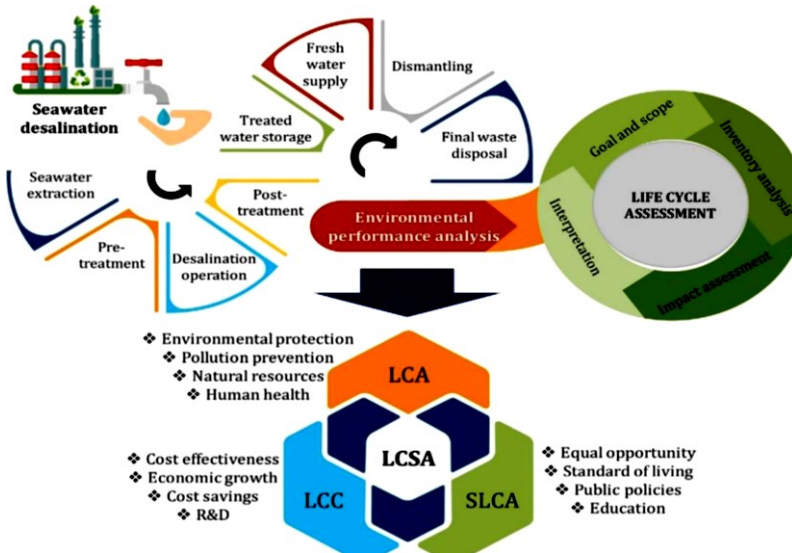 Seawater
desalination
Seawater
extraction
Pre-
treatment
Desalination
operation
Post-
treatment
Treated
water storage
Fresh
water
supply
Dismantling
Final waste
disposal
Environmental
performance analysis
Goal and scope
Inventory analysis
Impact assessment
Interpretation
LIFE CYCLE
ASSESSMENT
❖ Environmental protection
❖ Pollution prevention
❖ Natural resources
❖ Human health
LCA
❖ Cost effectiveness
❖ Economic growth
❖ Cost savings
❖ R&D
LCC
LCSA
SLCA
❖ Equal opportunity
❖ Standard of living
❖ Public policies
❖ Education